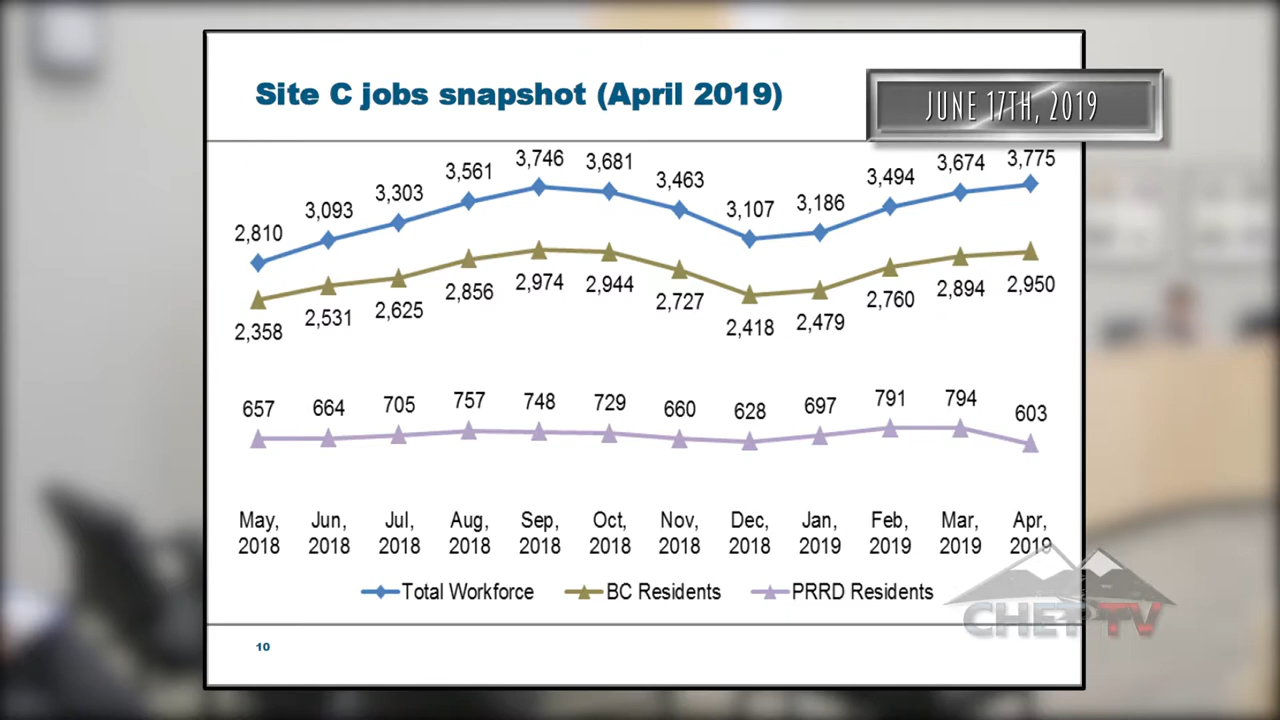 Site C jobs snapshot (April 2019)
JUNE 17TH, 2019
2,810 3,093 3,303 3,561 3,746 3,681 3,463 3,107 3,186 3,494 3,674 3,775
2,358 2,531 2,625 2,856 2,974 2,944 2,727 2,418 2,479 2,760 2,894 2,950
657 664 705 757 748 729 660 628 697 791 794 603
May, Jun, Jul, Aug, Sep, Oct, Nov, Dec, Jan, Feb, Mar, Apr,
2018 2018 2018 2018 2018 2018 2018 2018 2019 2019 2019 2019
Total Workforce BC Residents PRRD Residents
CHET TV
10